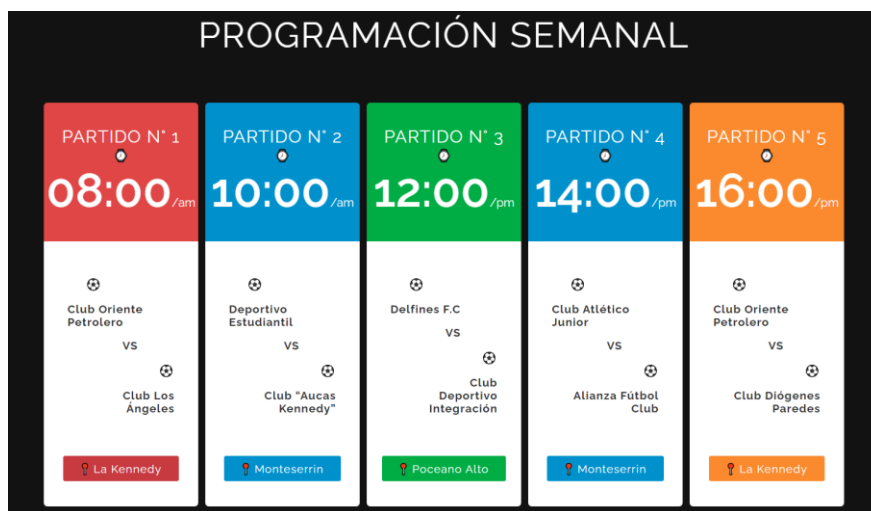 PROGRAMACIÓN SEMANAL
PARTIDO N° 1
08:00/am
Club Oriente
Petrolero
VS
Club Los
Ángeles
La Kennedy
PARTIDO N° 2
10:00/am
Deportivo
Estudiantil
VS
Club "Aucas
Kennedy"
Monteserrin
PARTIDO N° 3
12:00/pm
Delfines F.C
VS
Club
Deportivo
Integración
Poceano Alto
PARTIDO N° 4
14:00/pm
Club Atlético
Junior
VS
Alianza Fútbol
Club
Monteserrin
PARTIDO N° 5
16:00/pm
Club Oriente
Petrolero
VS
Club Diógenes
Paredes
La Kennedy